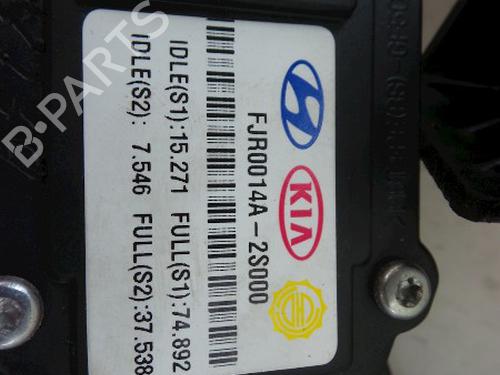 B-PARTS
KIA
FJR0014A-2S000
IDLE(S1):15.271 FULL(S1):74.892
IDLE(S2): 7.546 FULL(S2):37.538